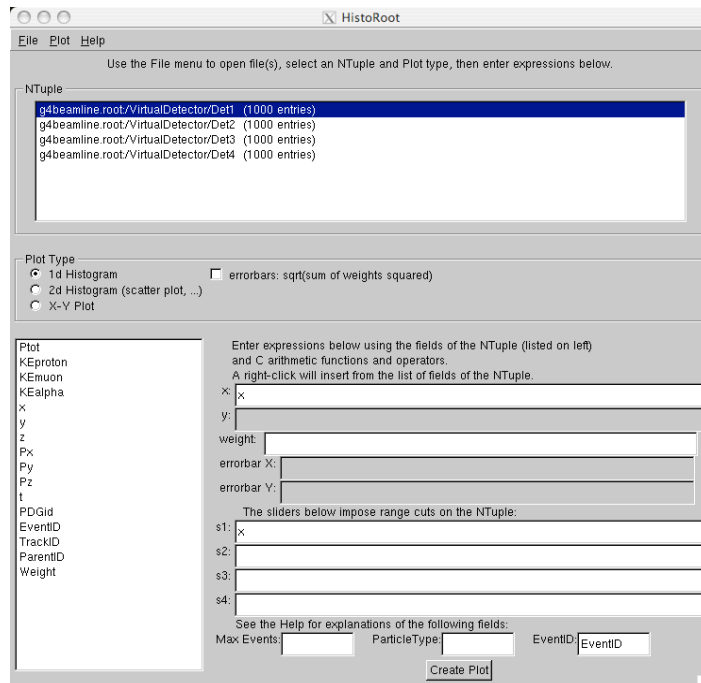 HistoRoot
File Plot Help
Use the File menu to open file(s), select an NTuple and Plot type, then enter expressions below.
NTuple
g4beamline.root:/VirtualDetector/Det1 (1000 entries)
g4beamline.root:/VirtualDetector/Det2 (1000 entries)
g4beamline.root:/VirtualDetector/Det3 (1000 entries)
g4beamline.root:/VirtualDetector/Det4 (1000 entries)
Plot Type
1d Histogram
errorbars: sqrt(sum of weights squared)
2d Histogram (scatter plot, ...)
X-Y Plot
Ptot
KEproton
KEmuon
KEalpha
x
y
z
Px
Py
Pz
t
PDGid
EventID
TrackID
ParentID
Weight
Enter expressions below using the fields of the NTuple (listed on left)
and C arithmetic functions and operators.
A right-click will insert from the list of fields of the NTuple.
x: x
y:
weight:
errorbar X:
errorbar Y:
The sliders below impose range cuts on the NTuple:
s1: x
s2:
s3:
s4:
See the Help for explanations of the following fields:
Max Events: ParticleType: EventID: EventID
Create Plot